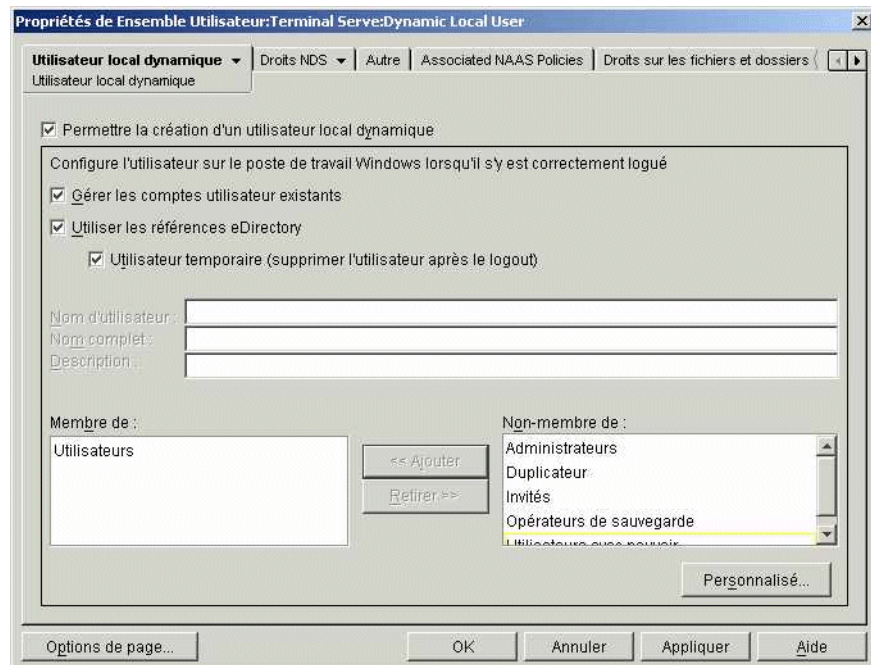 Propriétés de Ensemble Utilisateur:Terminal Serve:Dynamic Local User
Utilisateur local dynamique
Droits NDS
Autre
Associated NAAS Policies
Droits sur les fichiers et dossiers
Utilisateur local dynamique
Permettre la création d'un utilisateur local dynamique
Configure l'utilisateur sur le poste de travail Windows lorsqu'il s'y est correctement logué
Gérer les comptes utilisateur existants
Utiliser les références eDirectory
Utilisateur temporaire (supprimer l'utilisateur après le logout)
Nom d'utilisateur :
Nom complet :
Description :
Membre de :
Utilisateurs
<< Ajouter
Retirer >>
Non-membre de :
Administrateurs
Duplicateur
Invités
Opérateurs de sauvegarde
Utilisateurs avec pouvoir
Personnalisé...
Options de page...
OK
Annuler
Appliquer
Aide